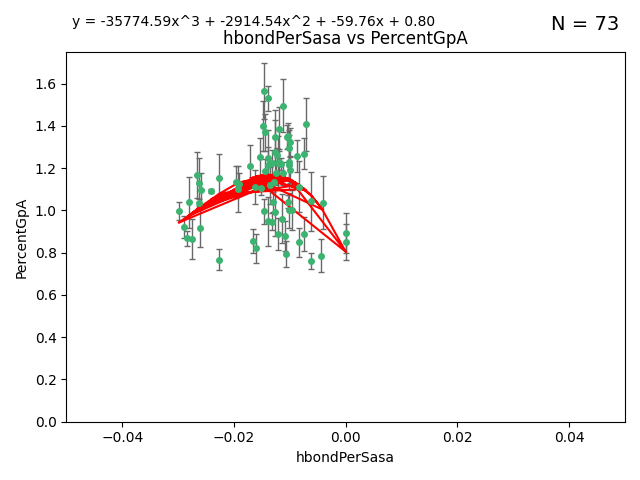 y = -35774.59x^3 + -2914.54x^2 + -59.76x + 0.80
N = 73
hbondPerSasa vs PercentGpA
PercentGpA
1.6
1.4
1.2
1.0
0.8
0.6
0.4
0.2
0.0
−0.04 −0.02 0.00 0.02 0.04
hbondPerSasa